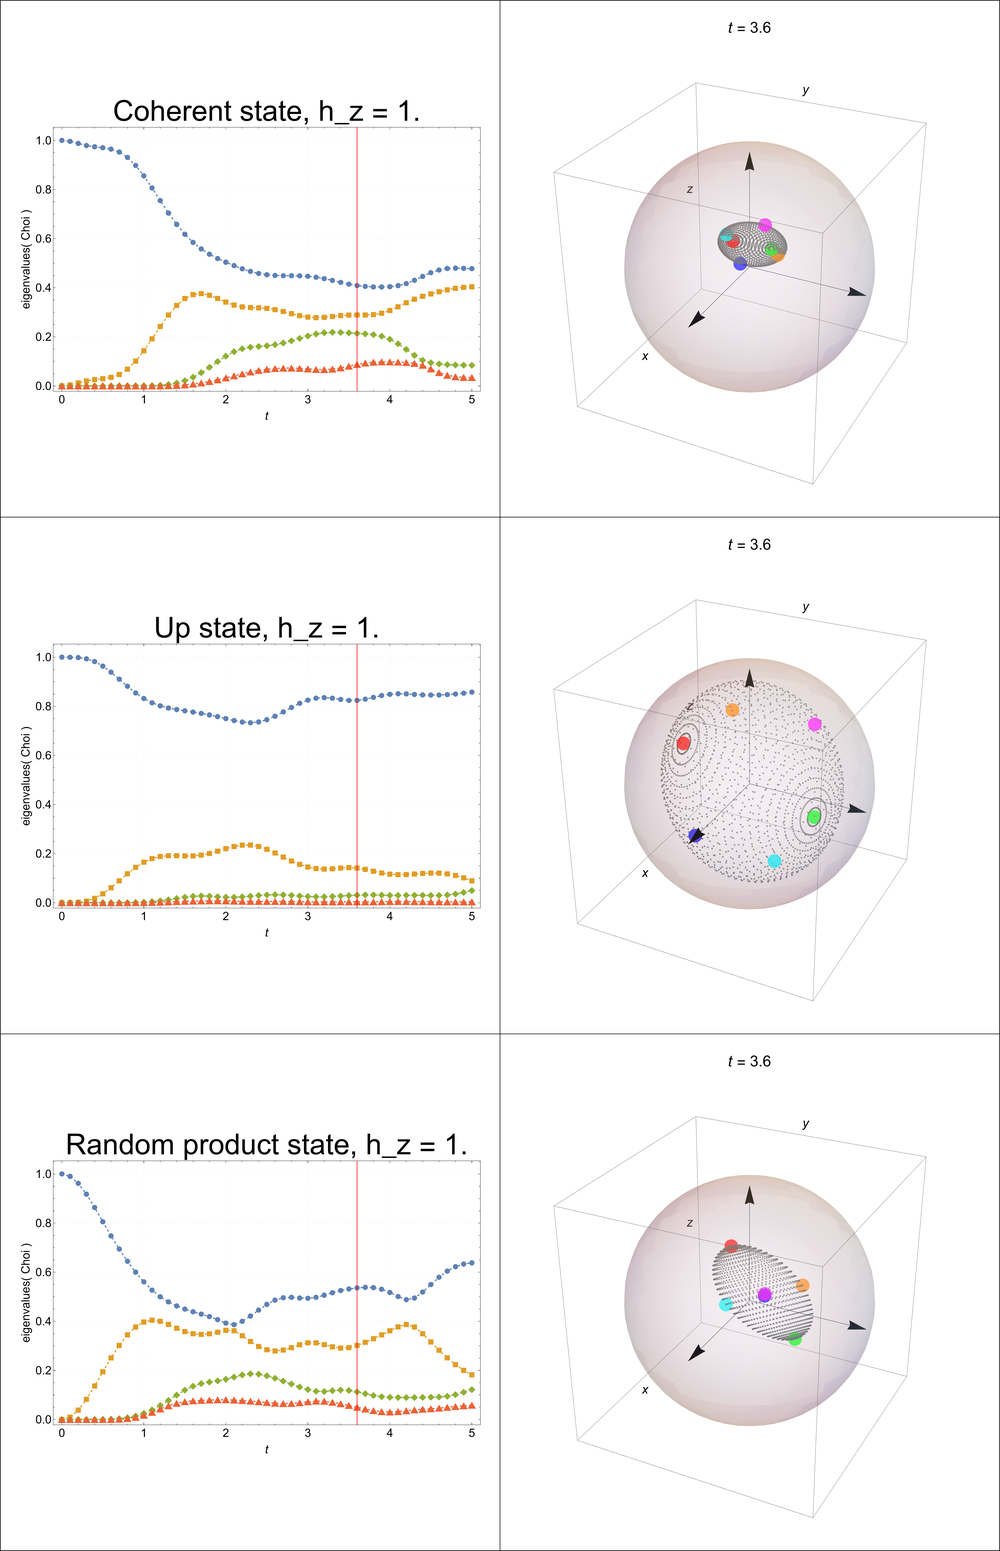 t = 3.6
Coherent state, h_z = 1.
eigenvalues( Choi )
1.0
0.8
0.6
0.4
0.2
0.0
0 1 2 3 4 5
t
y
z
x
t = 3.6
Up state, h_z = 1.
eigenvalues( Choi )
1.0
0.8
0.6
0.4
0.2
0.0
0 1 2 3 4 5
t
y
z
x
t = 3.6
Random product state, h_z = 1.
eigenvalues( Choi )
1.0
0.8
0.6
0.4
0.2
0.0
0 1 2 3 4 5
t
y
z
x